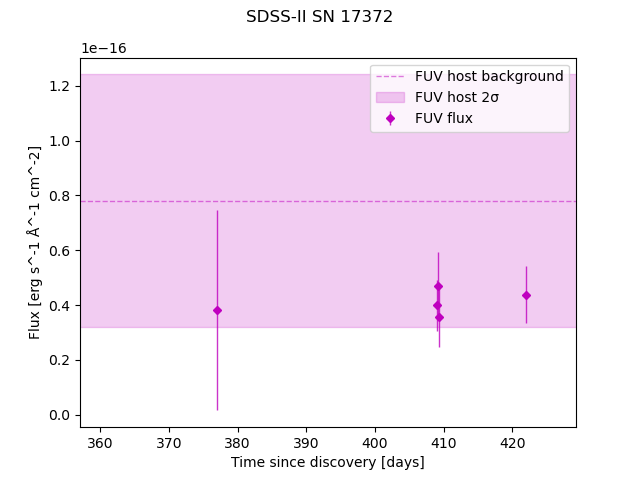 SDSS-II SN 17372
1e−16
FUV host background
FUV host 2σ
FUV flux
1.2
1.0
0.8
0.6
0.4
0.2
0.0
Flux [erg s^-1 Å^-1 cm^-2]
360 370 380 390 400 410 420
Time since discovery [days]